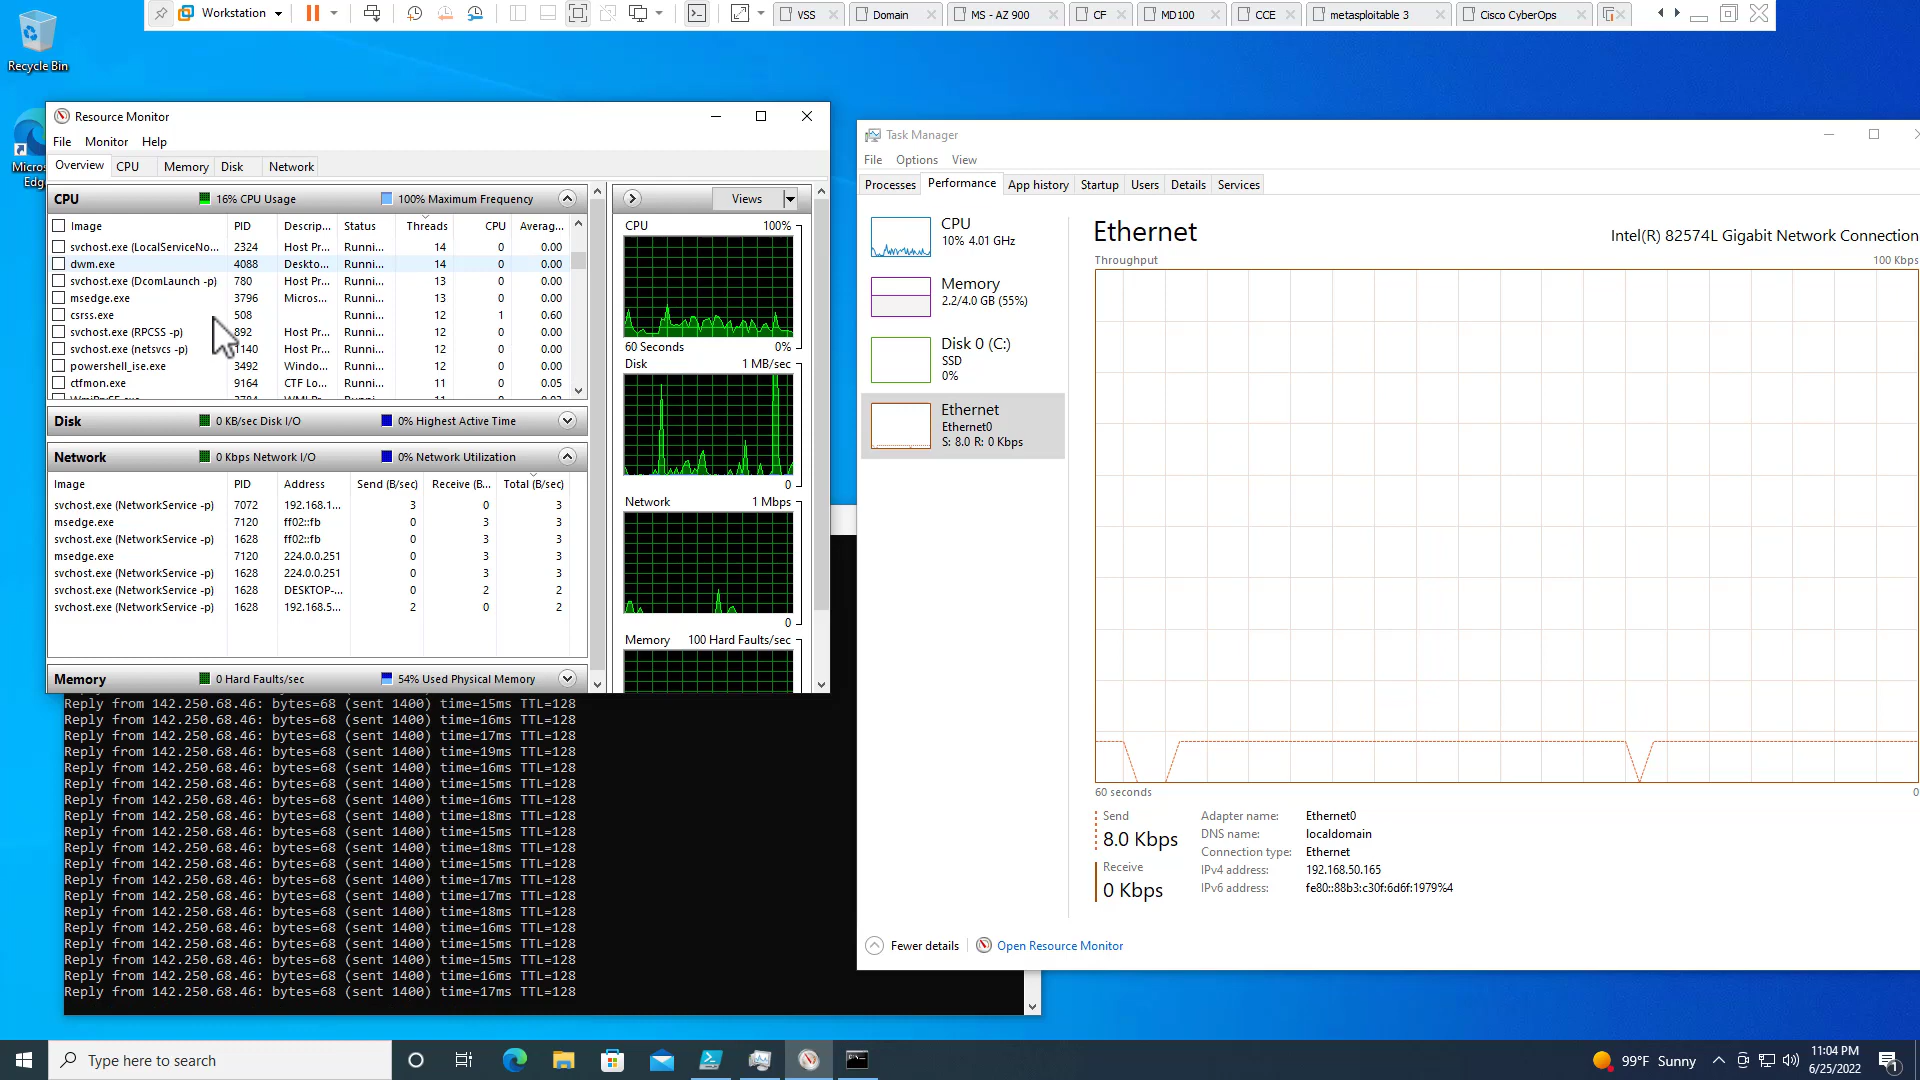 Workstation
VSS
Domain
MS - AZ 900
CF
MD100
CCE
metasploitable 3
Cisco CyberOps
Recycle Bin
Resource Monitor
File Monitor Help
Overview CPU Memory Disk Network
CPU 16% CPU Usage 100% Maximum Frequency
Image PID Descrip... Status Threads CPU Averag...
svchost.exe (LocalServiceNo... 2324 Host Pr... Runni... 14 0 0.00
dwm.exe 4088 Deskto... Runni... 14 0 0.00
svchost.exe (DcomLaunch -p) 780 Host Pr... Runni... 13 0 0.00
msedge.exe 3796 Micros... Runni... 13 0 0.00
csrss.exe 508 Runni... 12 1 0.60
svchost.exe (RPCSS -p) 892 Host Pr... Runni... 12 0 0.00
svchost.exe (netsvcs -p) 1140 Host Pr... Runni... 12 0 0.00
powershell_ise.exe 3492 Windo... Runni... 12 0 0.00
ctfmon.exe 9164 CTF Lo... Runni... 11 0 0.05
Disk 0 KB/sec Disk I/O 0% Highest Active Time
Network 0 Kbps Network I/O 0% Network Utilization
Image PID Address Send (B/sec) Receive (B... Total (B/sec)
svchost.exe (NetworkService -p) 7072 192.168.1... 3 0 3
msedge.exe 7120 ff02::fb 0 3 3
svchost.exe (NetworkService -p) 1628 ff02::fb 0 3 3
msedge.exe 7120 224.0.0.251 0 3 3
svchost.exe (NetworkService -p) 1628 224.0.0.251 0 3 3
svchost.exe (NetworkService -p) 1628 DESKTOP-... 0 2 2
svchost.exe (NetworkService -p) 1628 192.168.5... 2 0 2
Memory 0 Hard Faults/sec 54% Used Physical Memory
Views
CPU 100%
60 Seconds 0%
Disk 1 MB/sec
0
Network 1 Mbps
0
Memory 100 Hard Faults/sec
Reply from 142.250.68.46: bytes=68 (sent 1400) time=15ms TTL=128
Reply from 142.250.68.46: bytes=68 (sent 1400) time=16ms TTL=128
Reply from 142.250.68.46: bytes=68 (sent 1400) time=17ms TTL=128
Reply from 142.250.68.46: bytes=68 (sent 1400) time=19ms TTL=128
Reply from 142.250.68.46: bytes=68 (sent 1400) time=16ms TTL=128
Reply from 142.250.68.46: bytes=68 (sent 1400) time=15ms TTL=128
Reply from 142.250.68.46: bytes=68 (sent 1400) time=16ms TTL=128
Reply from 142.250.68.46: bytes=68 (sent 1400) time=18ms TTL=128
Reply from 142.250.68.46: bytes=68 (sent 1400) time=15ms TTL=128
Reply from 142.250.68.46: bytes=68 (sent 1400) time=18ms TTL=128
Reply from 142.250.68.46: bytes=68 (sent 1400) time=15ms TTL=128
Reply from 142.250.68.46: bytes=68 (sent 1400) time=17ms TTL=128
Reply from 142.250.68.46: bytes=68 (sent 1400) time=16ms TTL=128
Reply from 142.250.68.46: bytes=68 (sent 1400) time=18ms TTL=128
Reply from 142.250.68.46: bytes=68 (sent 1400) time=16ms TTL=128
Reply from 142.250.68.46: bytes=68 (sent 1400) time=15ms TTL=128
Reply from 142.250.68.46: bytes=68 (sent 1400) time=15ms TTL=128
Reply from 142.250.68.46: bytes=68 (sent 1400) time=16ms TTL=128
Reply from 142.250.68.46: bytes=68 (sent 1400) time=17ms TTL=128
Task Manager
File Options View
Processes Performance App history Startup Users Details Services
CPU
10% 4.01 GHz
Memory
2.2/4.0 GB (55%)
Disk 0 (C:)
SSD
0%
Ethernet
Ethernet0
S: 8.0 R: 0 Kbps
Ethernet
Intel(R) 82574L Gigabit Network Connection
Throughput 100 Kbps
60 seconds 0
Send
8.0 Kbps
Receive
0 Kbps
Adapter name: Ethernet0
DNS name: localdomain
Connection type: Ethernet
IPv4 address: 192.168.50.165
IPv6 address: fe80::88b3:c30f:6d6f:1979%4
Fewer details Open Resource Monitor
Type here to search
99°F Sunny
11:04 PM
6/25/2022
1